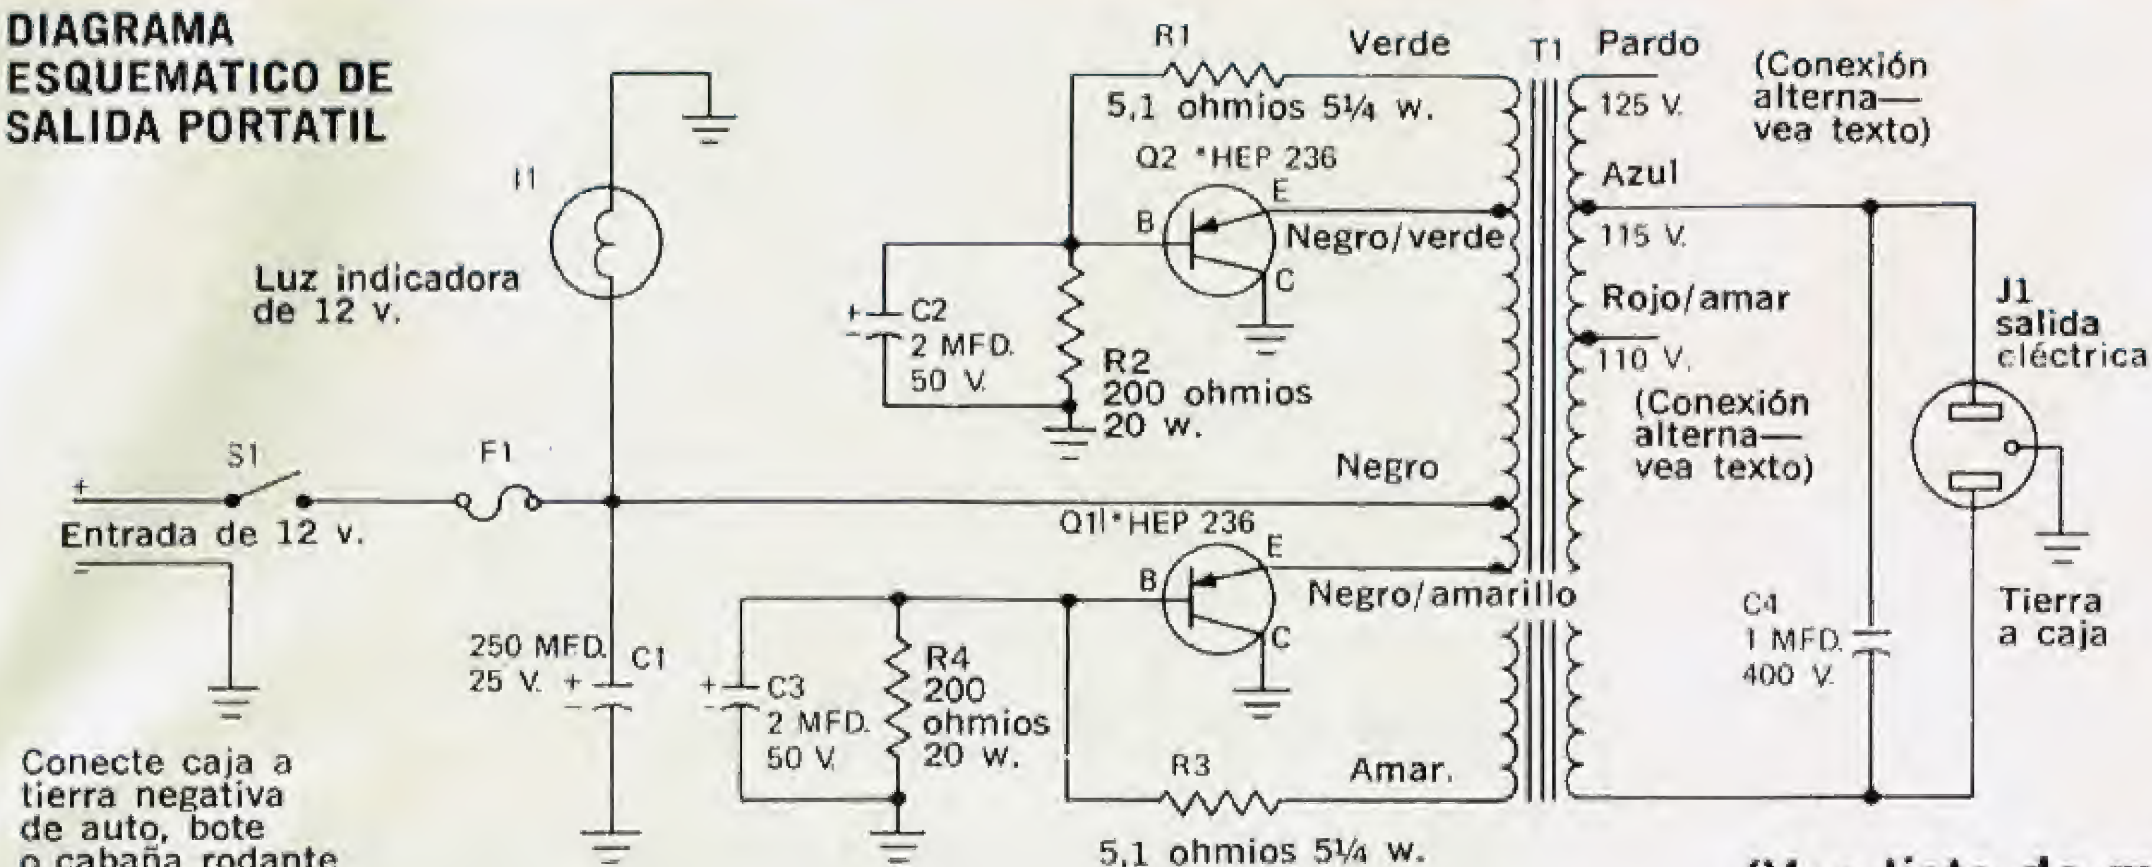 DIAGRAMA
ESQUEMATICO DE
SALIDA PORTATIL
I1
Luz indicadora
de 12 v.
S1
F1
+
Entrada de 12 v.
-
Conecte caja a
tierra negativa
de auto, bote
o cabaña rodante
250 MFD.
25 V.
+
-
C1
R1
5,1 ohmios 5¼ w.
Verde
Q2 *HEP 236
B
E
C
Negro/verde
+
-
C2
2 MFD.
50 V.
R2
200 ohmios
20 w.
Negro
Q1 *HEP 236
B
E
C
Negro/amarillo
+
-
C3
2 MFD.
50 V.
R4
200
ohmios
20 w.
R3
Amar.
5,1 ohmios 5¼ w.
T1
Pardo
125 V.
(Conexión
alterna—
vea texto)
Azul
115 V.
Rojo/amar
110 V.
(Conexión
alterna—
vea texto)
J1
salida
eléctrica
C4
1 MFD.
400 V.
Tierra
a caja